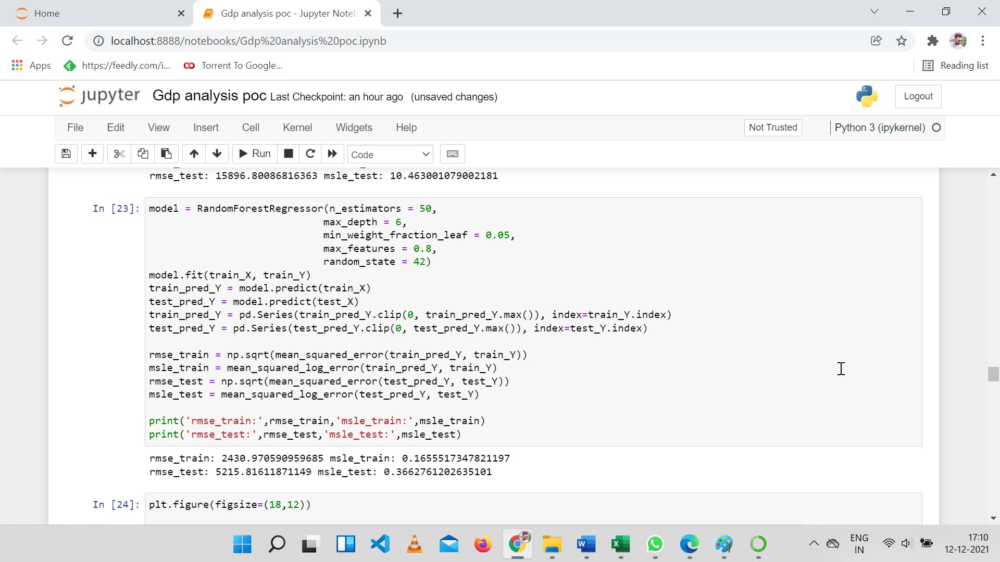 Home
Gdp analysis poc - Jupyter Noteb
localhost:8888/notebooks/Gdp%20analysis%20poc.ipynb
Apps https://feedly.com/i... Torrent To Google... Reading list
jupyter Gdp analysis poc Last Checkpoint: an hour ago (unsaved changes) Logout
File Edit View Insert Cell Kernel Widgets Help Not Trusted Python 3 (ipykernel)
Run Code
rmse_test: 15896.80086816363 msle_test: 10.463001079002181
In [23]: model = RandomForestRegressor(n_estimators = 50,
max_depth = 6,
min_weight_fraction_leaf = 0.05,
max_features = 0.8,
random_state = 42)
model.fit(train_X, train_Y)
train_pred_Y = model.predict(train_X)
test_pred_Y = model.predict(test_X)
train_pred_Y = pd.Series(train_pred_Y.clip(0, train_pred_Y.max()), index=train_Y.index)
test_pred_Y = pd.Series(test_pred_Y.clip(0, test_pred_Y.max()), index=test_Y.index)
rmse_train = np.sqrt(mean_squared_error(train_pred_Y, train_Y))
msle_train = mean_squared_log_error(train_pred_Y, train_Y)
rmse_test = np.sqrt(mean_squared_error(test_pred_Y, test_Y))
msle_test = mean_squared_log_error(test_pred_Y, test_Y)
print('rmse_train:',rmse_train,'msle_train:',msle_train)
print('rmse_test:',rmse_test,'msle_test:',msle_test)
rmse_train: 2430.970590959685 msle_train: 0.1655517347821197
rmse_test: 5215.81611871149 msle_test: 0.3662761202635101
In [24]: plt.figure(figsize=(18,12))
ENG
IN
17:10
12-12-2021